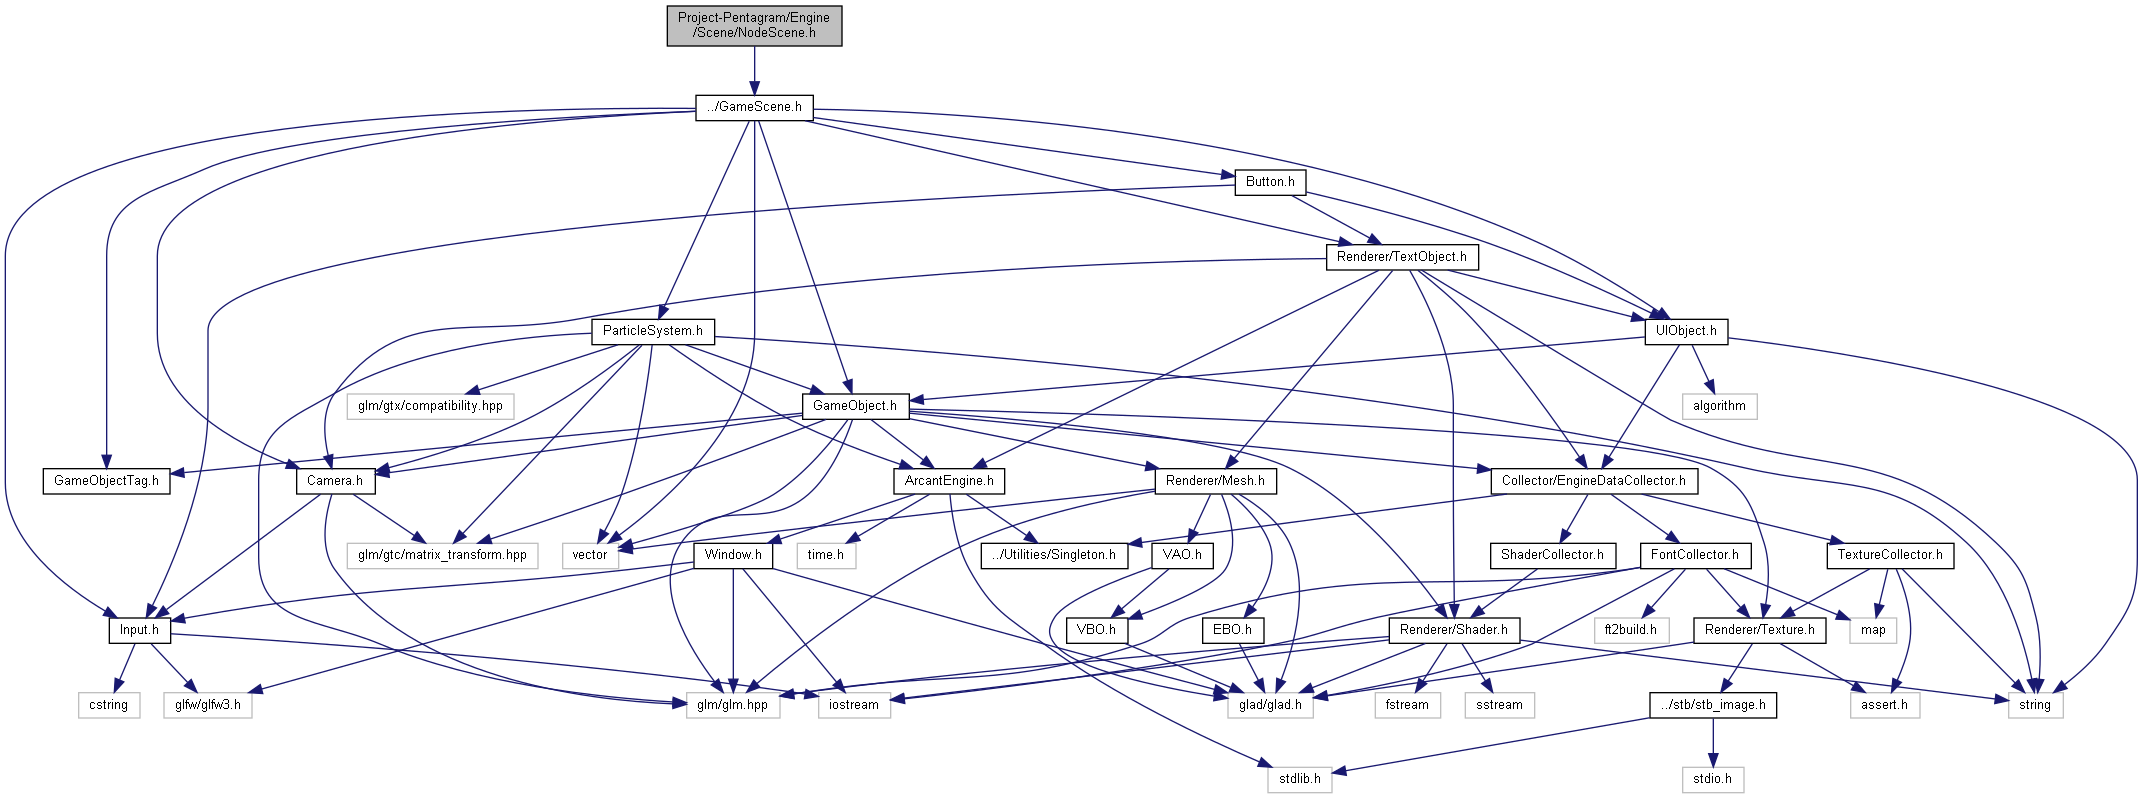 Project-Pentagram/Engine
/Scene/NodeScene.h
../GameScene.h
Button.h
Renderer/TextObject.h
ParticleSystem.h
UIObject.h
glm/gtx/compatibility.hpp
GameObject.h
algorithm
GameObjectTag.h
Camera.h
ArcantEngine.h
Renderer/Mesh.h
Collector/EngineDataCollector.h
glm/gtc/matrix_transform.hpp
vector
Window.h
time.h
../Utilities/Singleton.h
VAO.h
ShaderCollector.h
FontCollector.h
TextureCollector.h
Input.h
VBO.h
EBO.h
Renderer/Shader.h
ft2build.h
Renderer/Texture.h
map
cstring
glfw/glfw3.h
glm/glm.hpp
iostream
glad/glad.h
fstream
sstream
../stb/stb_image.h
assert.h
string
stdlib.h
stdio.h